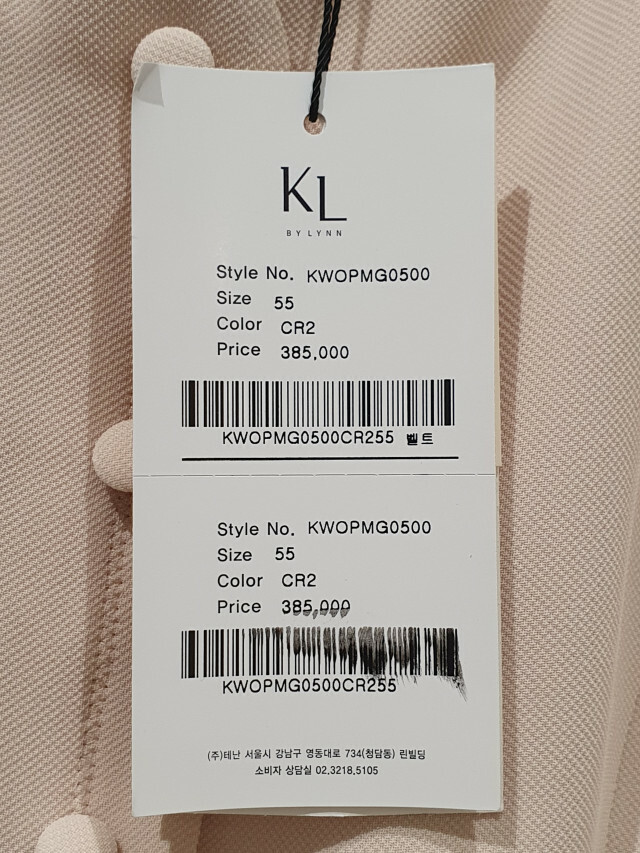 KL
BY LYNN
Style No. KWOPMG0500
Size 55
Color CR2
Price 385,000
KWOPMG0500CR255 벨트
Style No. KWOPMG0500
Size 55
Color CR2
Price 385,000
KWOPMG0500CR255
(주)테난 서울시 강남구 영동대로 734(청담동) 린빌딩
소비자 상담실 02.3218.5105